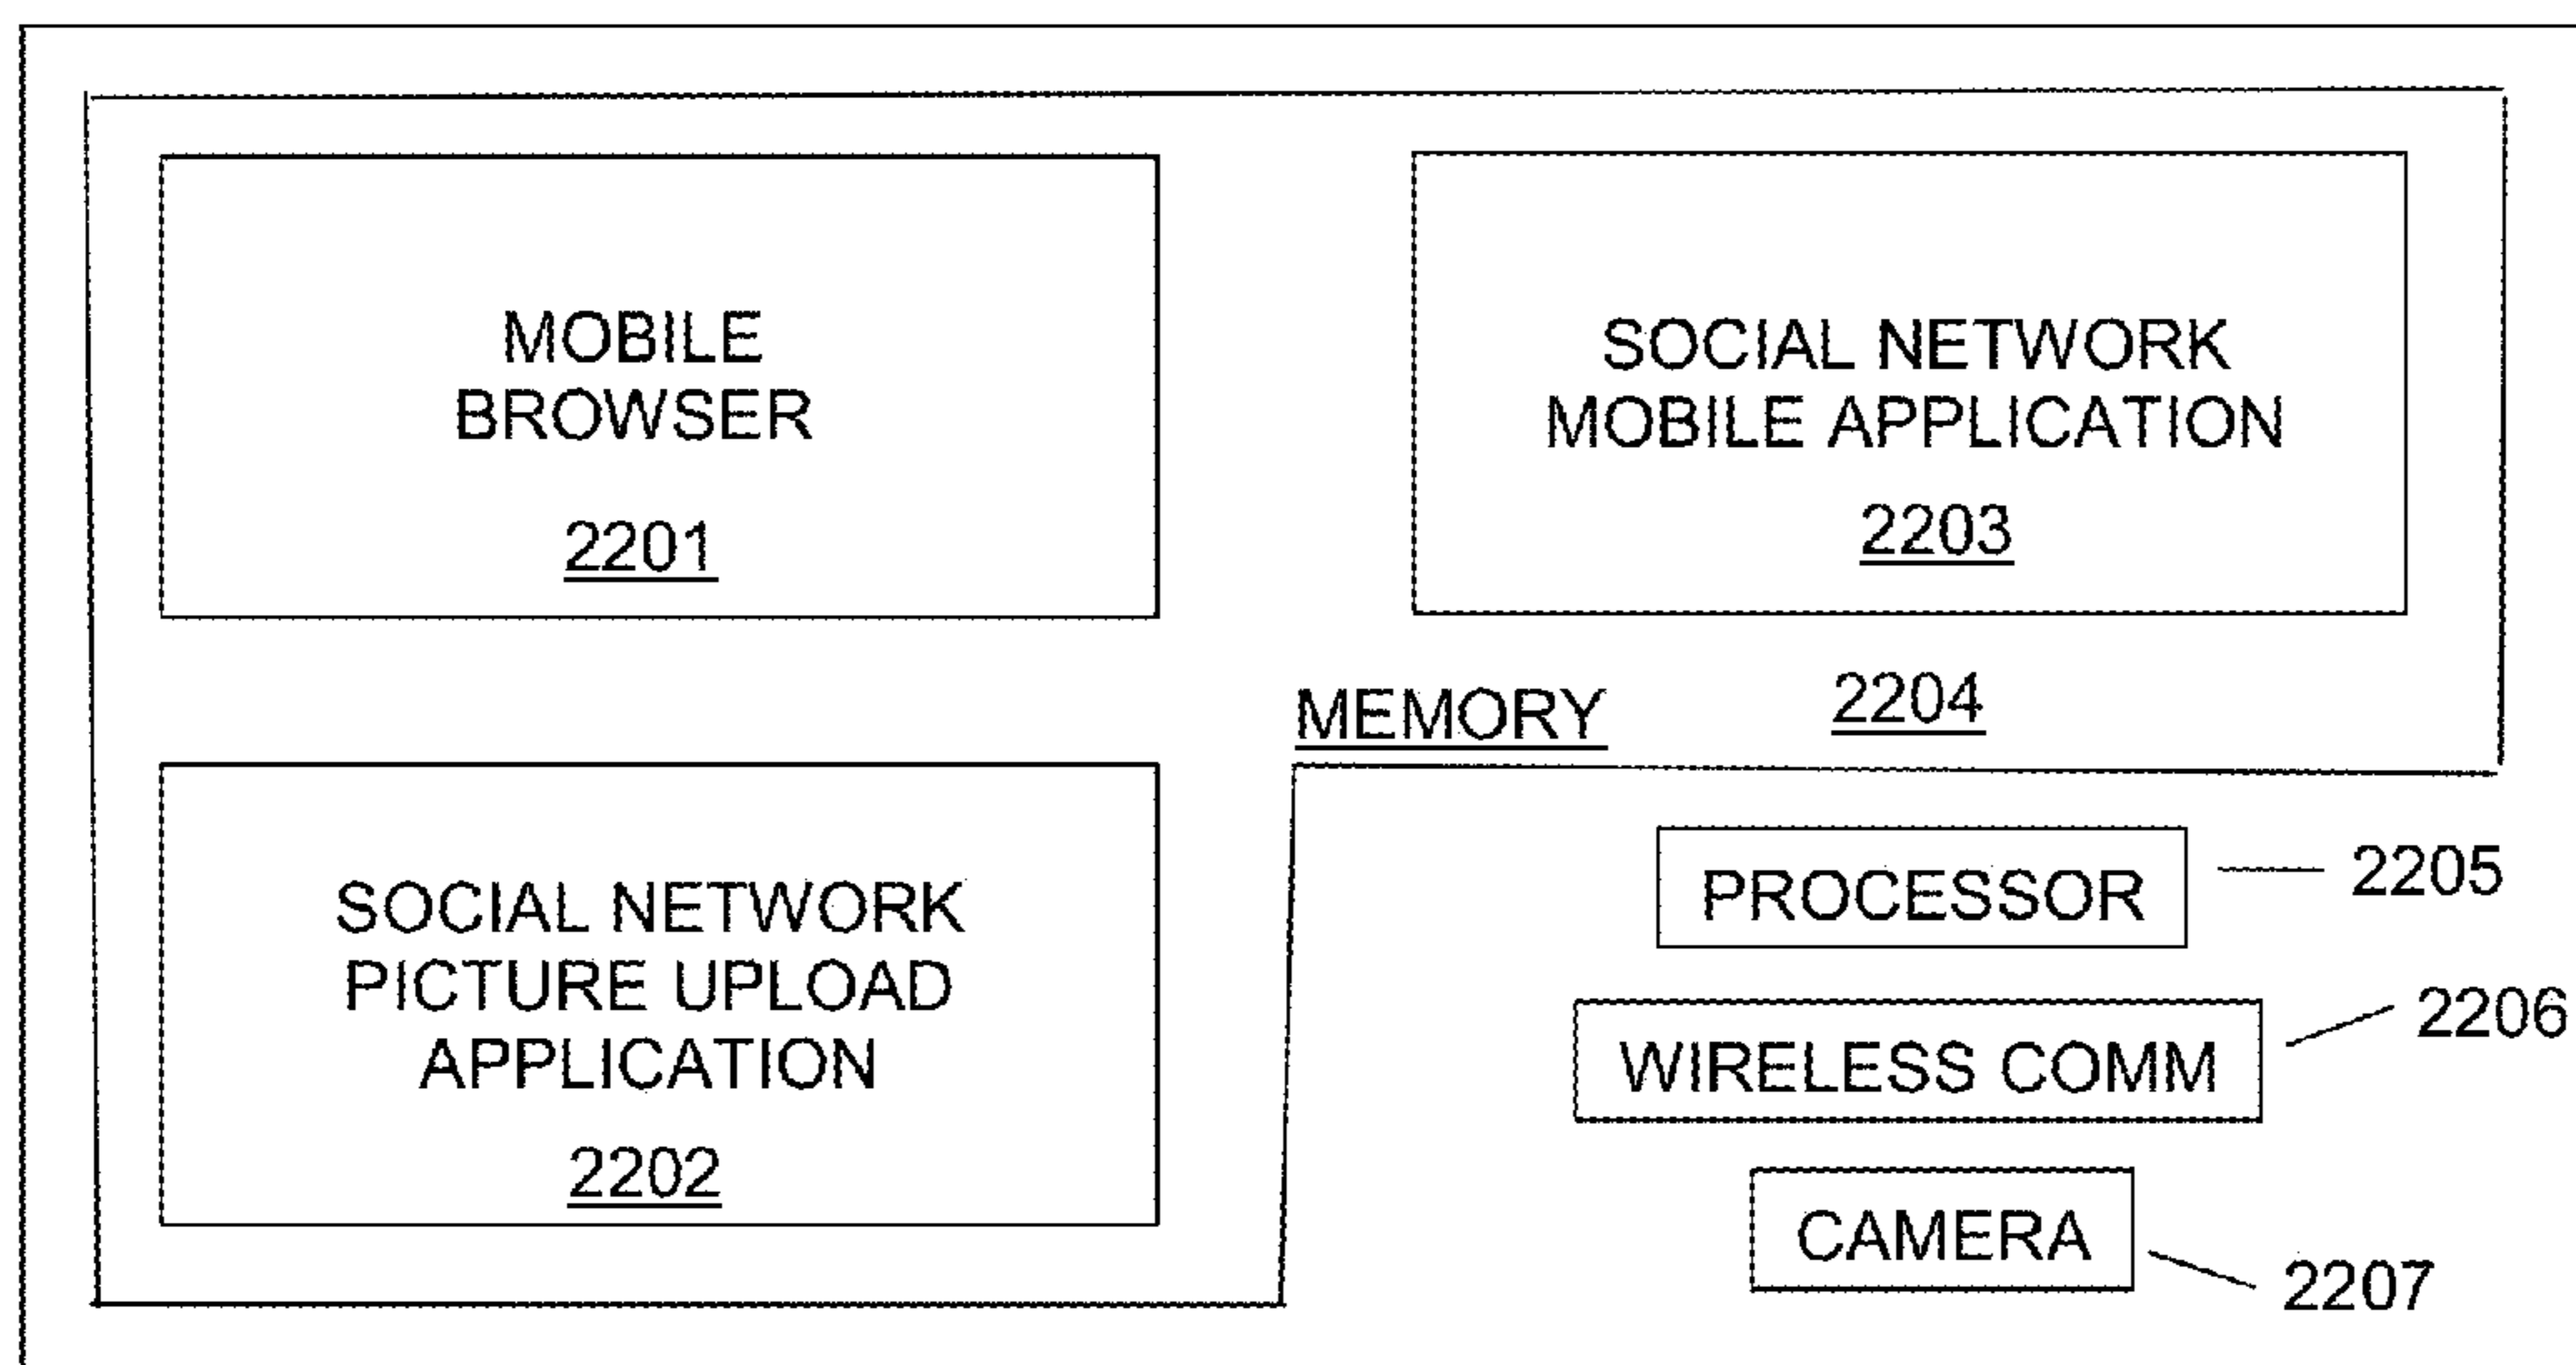 MOBILE
BROWSER
2201
SOCIAL NETWORK
MOBILE APPLICATION
2203
MEMORY 2204
SOCIAL NETWORK
PICTURE UPLOAD
APPLICATION
2202
PROCESSOR 2205
WIRELESS COMM 2206
CAMERA 2207